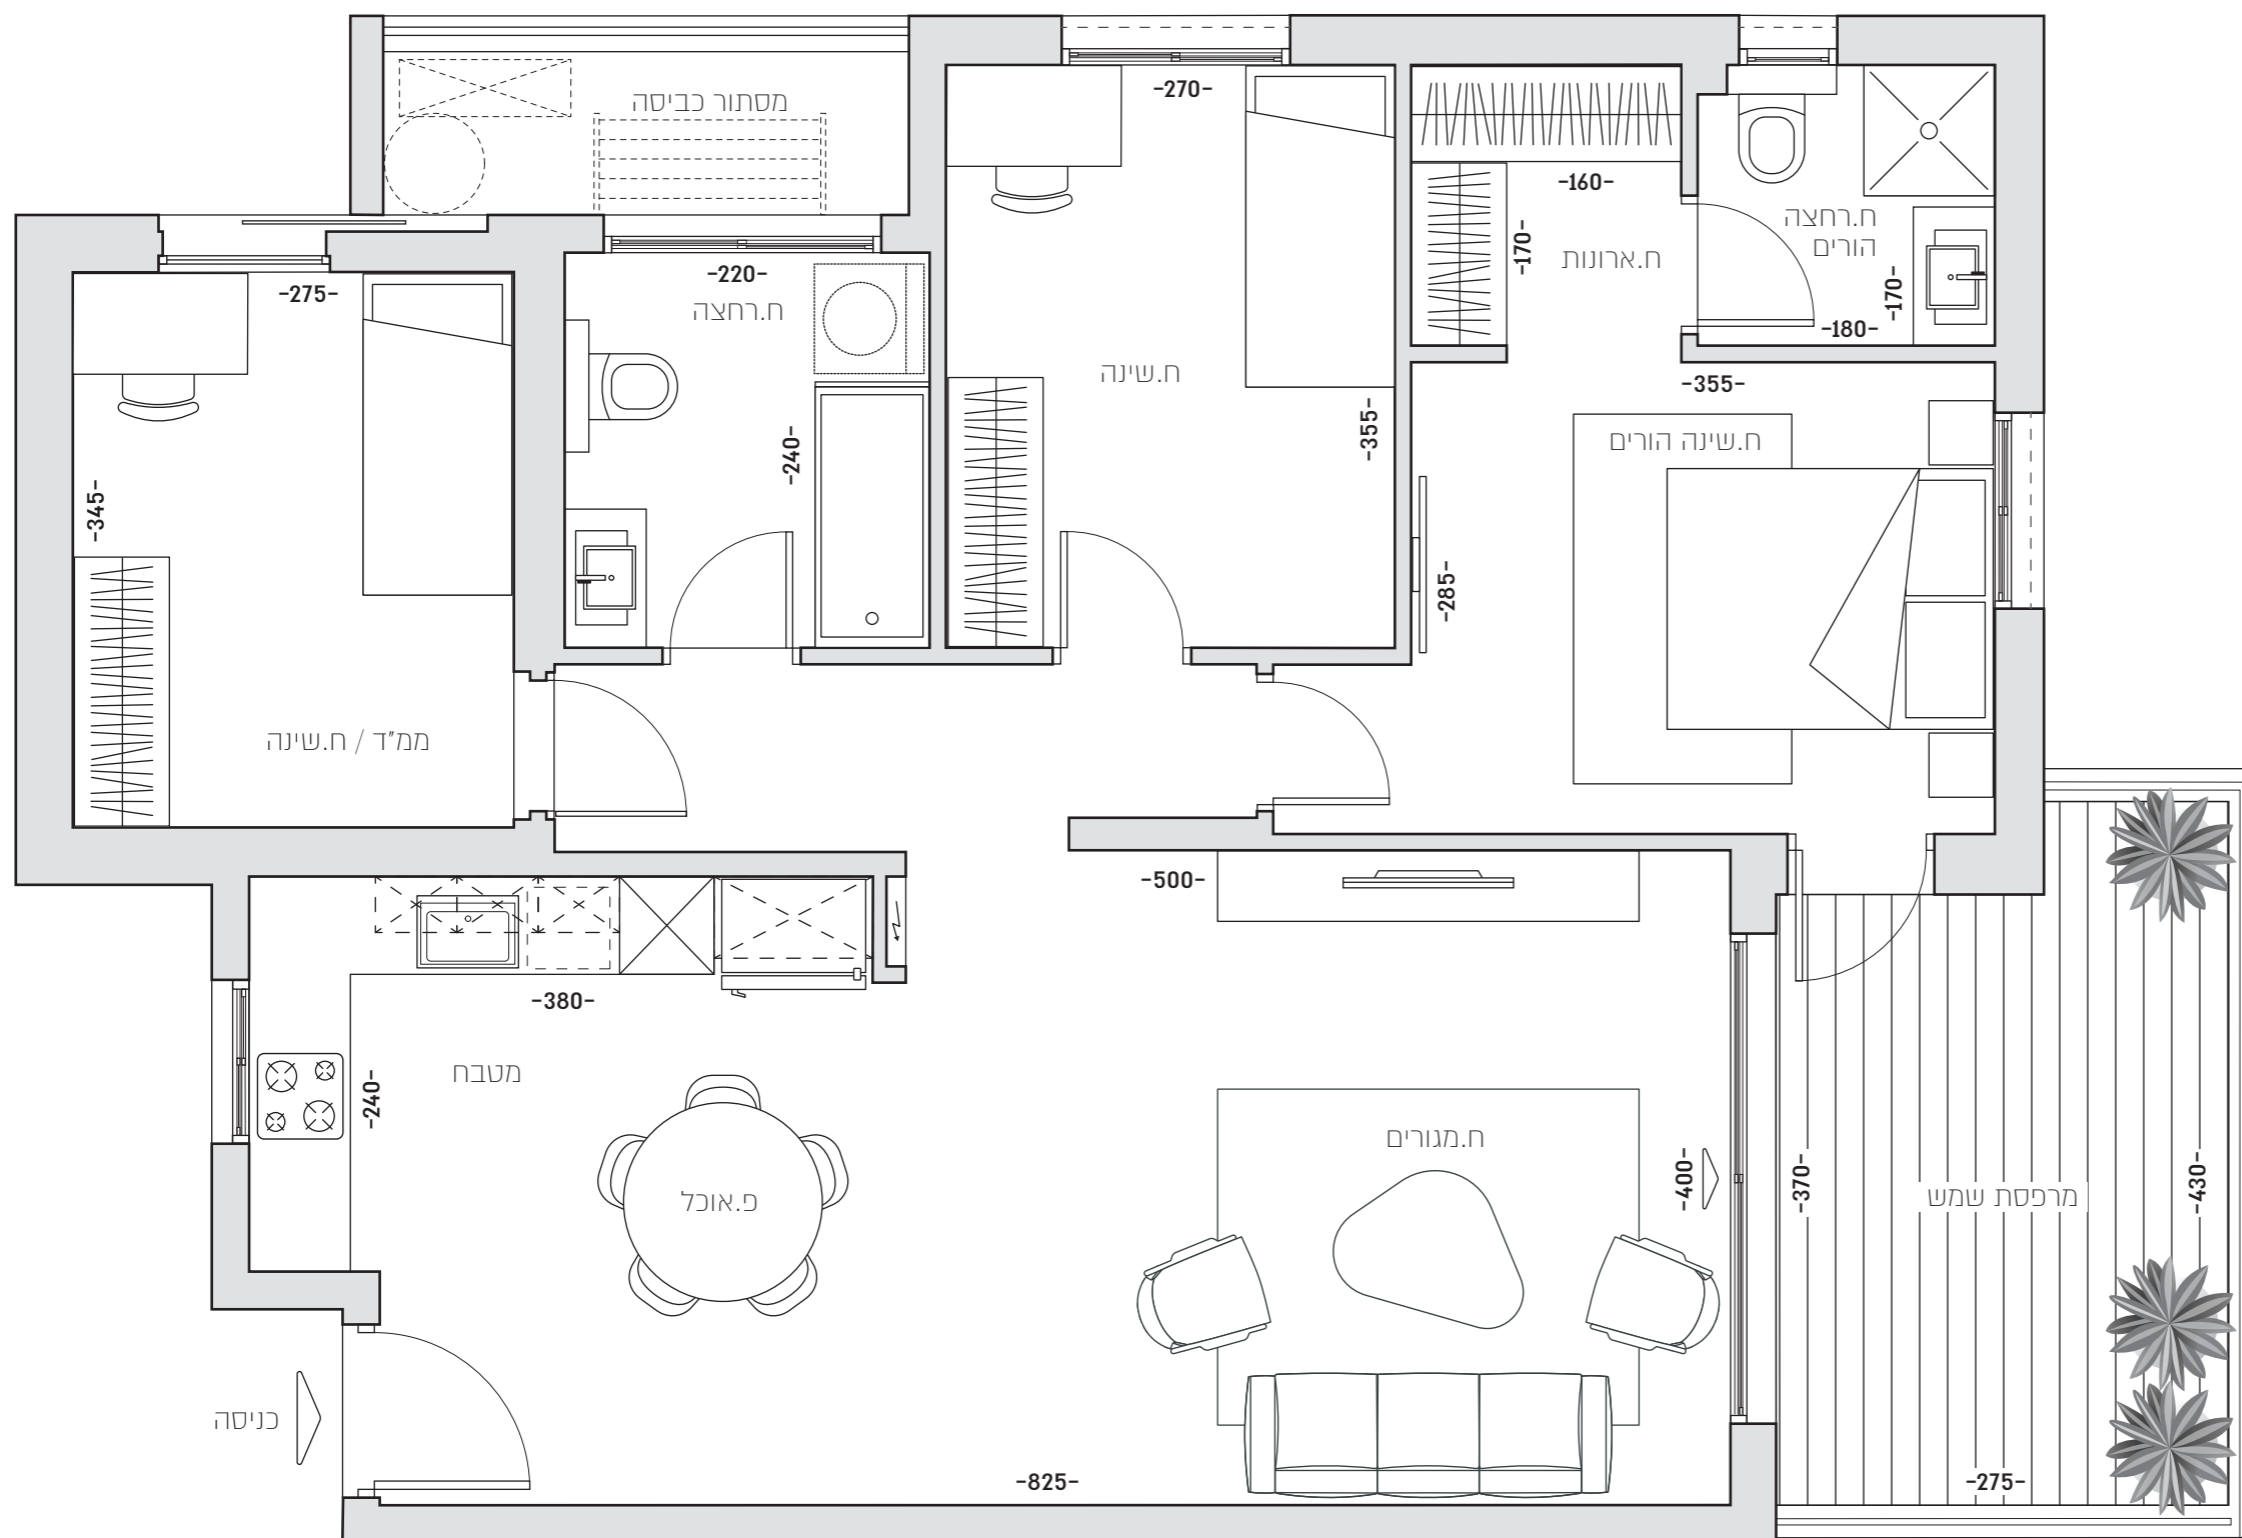 מסתור כביסה
-270-
-160-
ח.רחצה
הורים
-170-
ח.ארונות
-170-
-180-
-275-
-220-
ח.רחצה
-240-
ח.שינה
-355-
-355-
ח.שינה הורים
-285-
-345-
ממ"ד / ח.שינה
-500-
-380-
מטבח
-240-
פ.אוכל
ח.מגורים
-400-
-370-
מרפסת שמש
-430-
כניסה
-825-
-275-